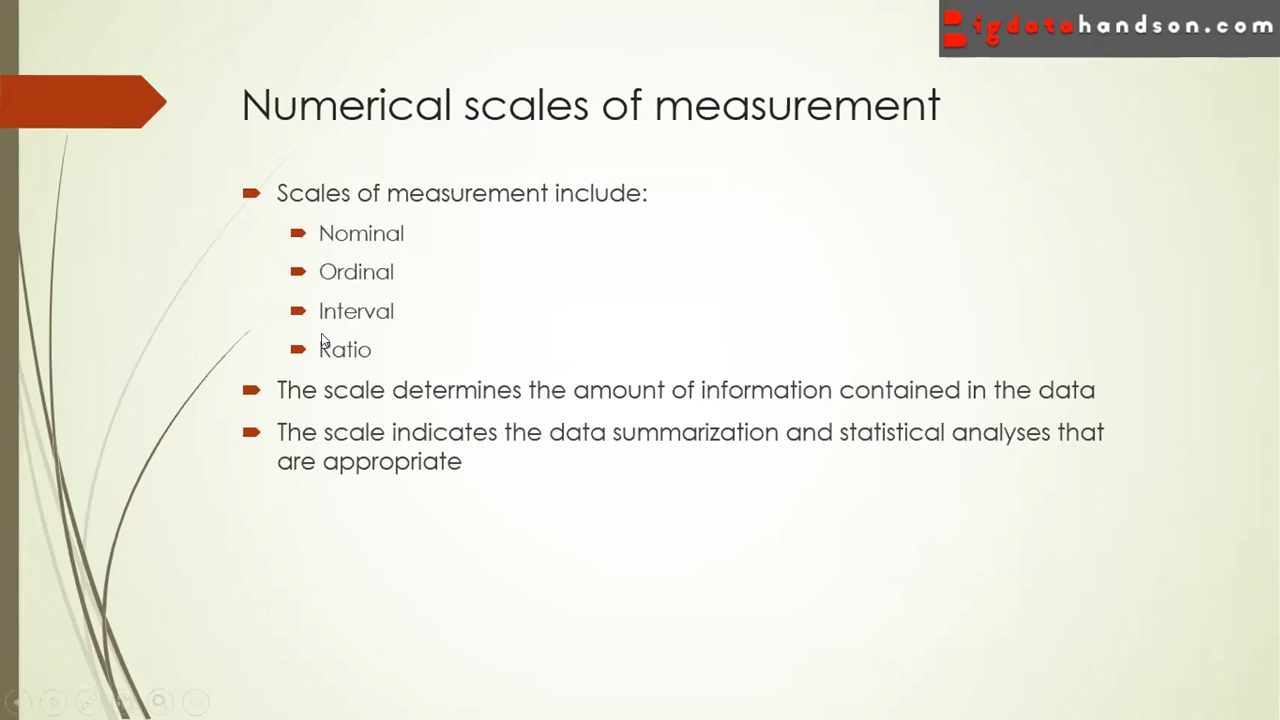 Bigdatahandson.com
Numerical scales of measurement
Scales of measurement include:
Nominal
Ordinal
Interval
Ratio
The scale determines the amount of information contained in the data
The scale indicates the data summarization and statistical analyses that
are appropriate